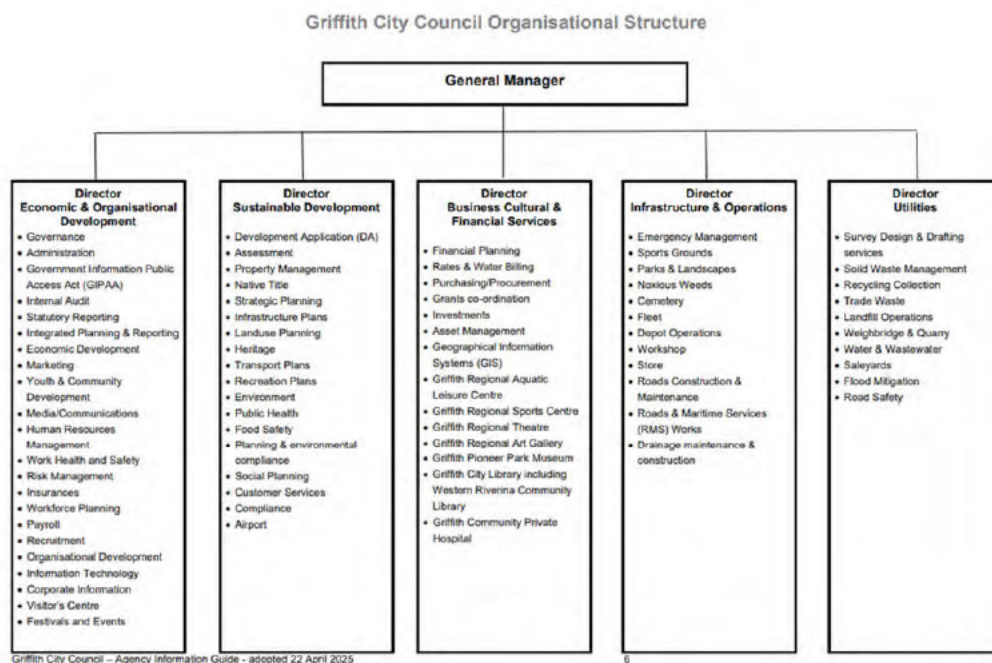 Griffith City Council Organisational Structure
General Manager
Director
Economic & Organisational
Development
• Governance
• Administration
• Government Information Public
Access Act (GIPAA)
• Internal Audit
• Statutory Reporting
• Integrated Planning & Reporting
• Economic Development
• Marketing
• Youth & Community
Development
• Media/Communications
• Human Resources
Management
• Work Health and Safety
• Risk Management
• Insurances
• Workforce Planning
• Payroll
• Recruitment
• Organisational Development
• Information Technology
• Corporate Information
• Visitor's Centre
• Festivals and Events
Director
Sustainable Development
• Development Application (DA)
• Assessment
• Property Management
• Native Title
• Strategic Planning
• Infrastructure Plans
• Landuse Planning
• Heritage
• Transport Plans
• Recreation Plans
• Environment
• Public Health
• Food Safety
• Planning & environmental
compliance
• Social Planning
• Customer Services
• Compliance
• Airport
Director
Business Cultural &
Financial Services
• Financial Planning
• Rates & Water Billing
• Purchasing/Procurement
• Grants co-ordination
• Investments
• Asset Management
• Geographical Information
Systems (GIS)
• Griffith Regional Aquatic
Leisure Centre
• Griffith Regional Sports Centre
• Griffith Regional Theatre
• Griffith Regional Art Gallery
• Griffith Pioneer Park Museum
• Griffith City Library including
Western Riverina Community
Library
• Griffith Community Private
Hospital
Director
Infrastructure & Operations
• Emergency Management
• Sports Grounds
• Parks & Landscapes
• Noxious Weeds
• Cemetery
• Fleet
• Depot Operations
• Workshop
• Store
• Roads Construction &
Maintenance
• Roads & Maritime Services
(RMS) Works
• Drainage maintenance &
construction
Director
Utilities
• Survey Design & Drafting
services
• Solid Waste Management
• Recycling Collection
• Trade Waste
• Landfill Operations
• Weighbridge & Quarry
• Water & Wastewater
• Saleyards
• Flood Mitigation
• Road Safety
Griffith City Council – Agency Information Guide - adopted 22 April 2025
6